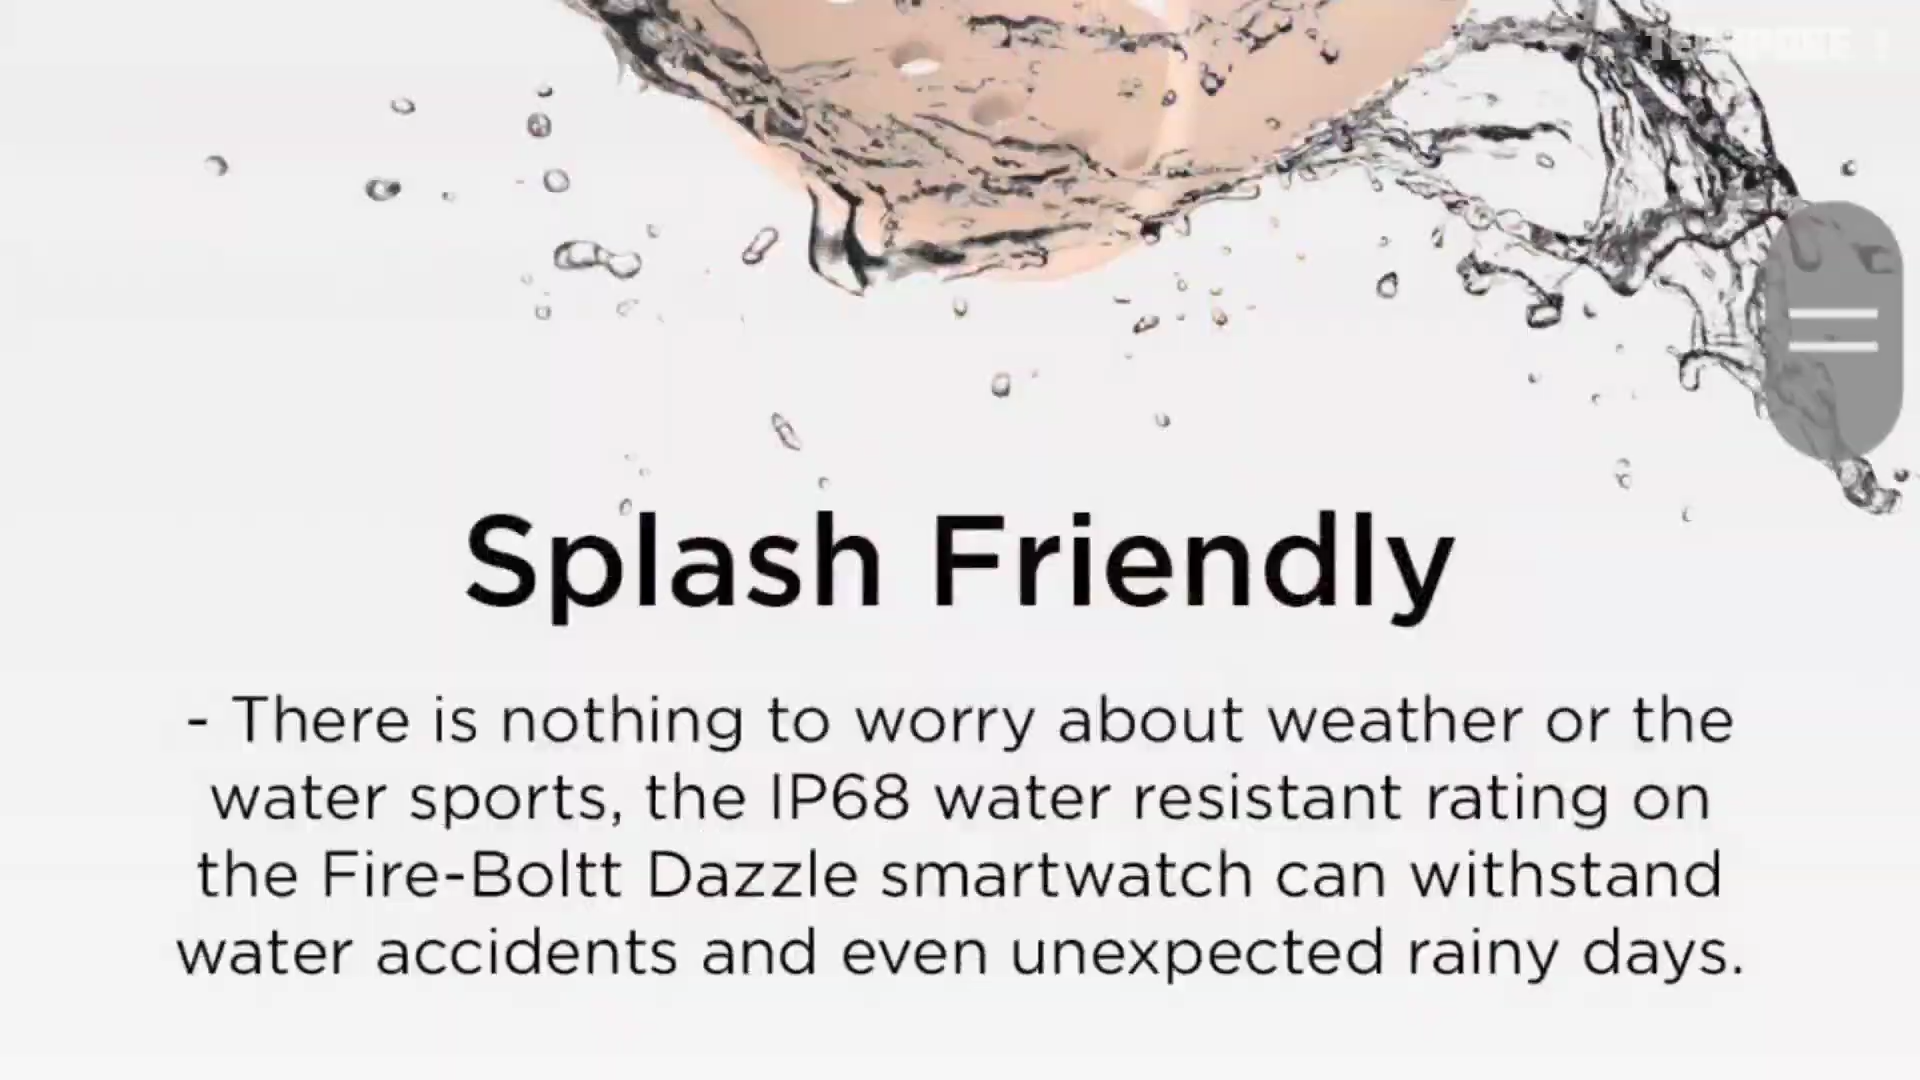 Splash Friendly
- There is nothing to worry about weather or the
water sports, the IP68 water resistant rating on
the Fire-Boltt Dazzle smartwatch can withstand
water accidents and even unexpected rainy days.